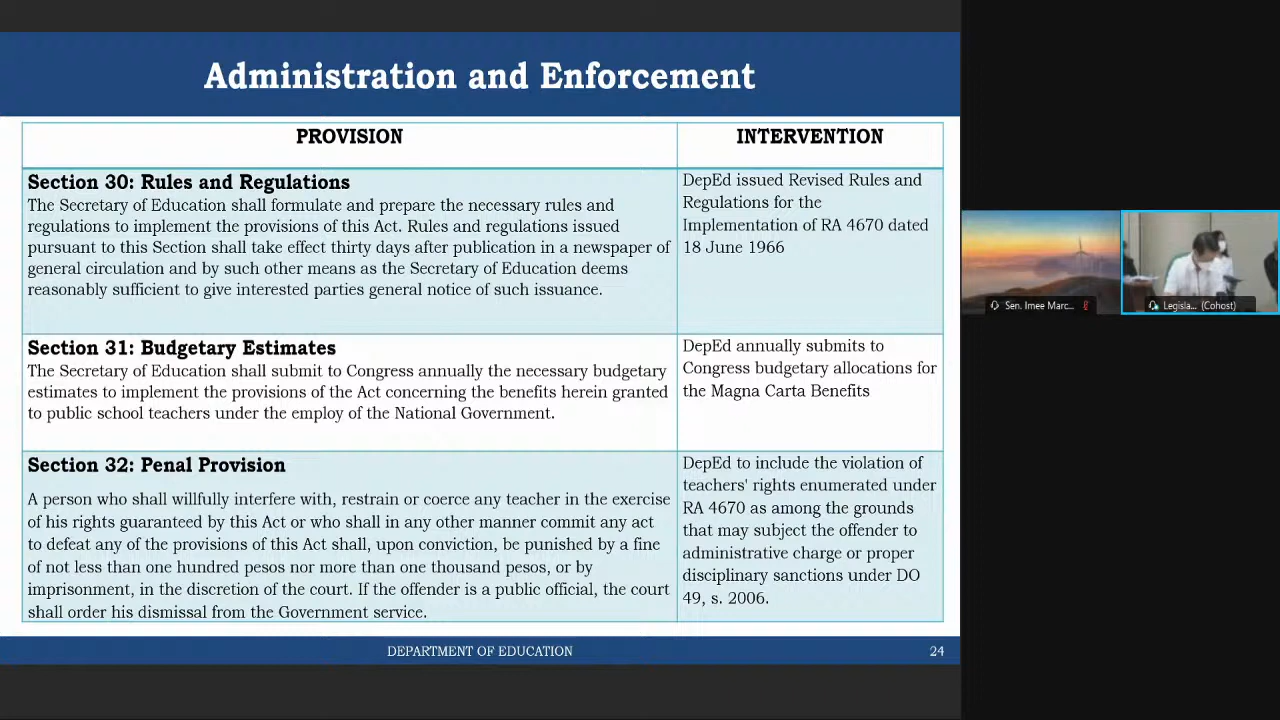 Administration and Enforcement
PROVISION
INTERVENTION
Section 30: Rules and Regulations
The Secretary of Education shall formulate and prepare the necessary rules and
regulations to implement the provisions of this Act. Rules and regulations issued
pursuant to this Section shall take effect thirty days after publication in a newspaper of
general circulation and by such other means as the Secretary of Education deems
reasonably sufficient to give interested parties general notice of such issuance.
DepEd issued Revised Rules and
Regulations for the
Implementation of RA 4670 dated
18 June 1966
Section 31: Budgetary Estimates
The Secretary of Education shall submit to Congress annually the necessary budgetary
estimates to implement the provisions of the Act concerning the benefits herein granted
to public school teachers under the employ of the National Government.
DepEd annually submits to
Congress budgetary allocations for
the Magna Carta Benefits
Section 32: Penal Provision
A person who shall willfully interfere with, restrain or coerce any teacher in the exercise
of his rights guaranteed by this Act or who shall in any other manner commit any act
to defeat any of the provisions of this Act shall, upon conviction, be punished by a fine
of not less than one hundred pesos nor more than one thousand pesos, or by
imprisonment, in the discretion of the court. If the offender is a public official, the court
shall order his dismissal from the Government service.
DepEd to include the violation of
teachers' rights enumerated under
RA 4670 as among the grounds
that may subject the offender to
administrative charge or proper
disciplinary sanctions under DO
49, s. 2006.
DEPARTMENT OF EDUCATION
24
Sen. Imee Marc...
Legisla... (Cohost)